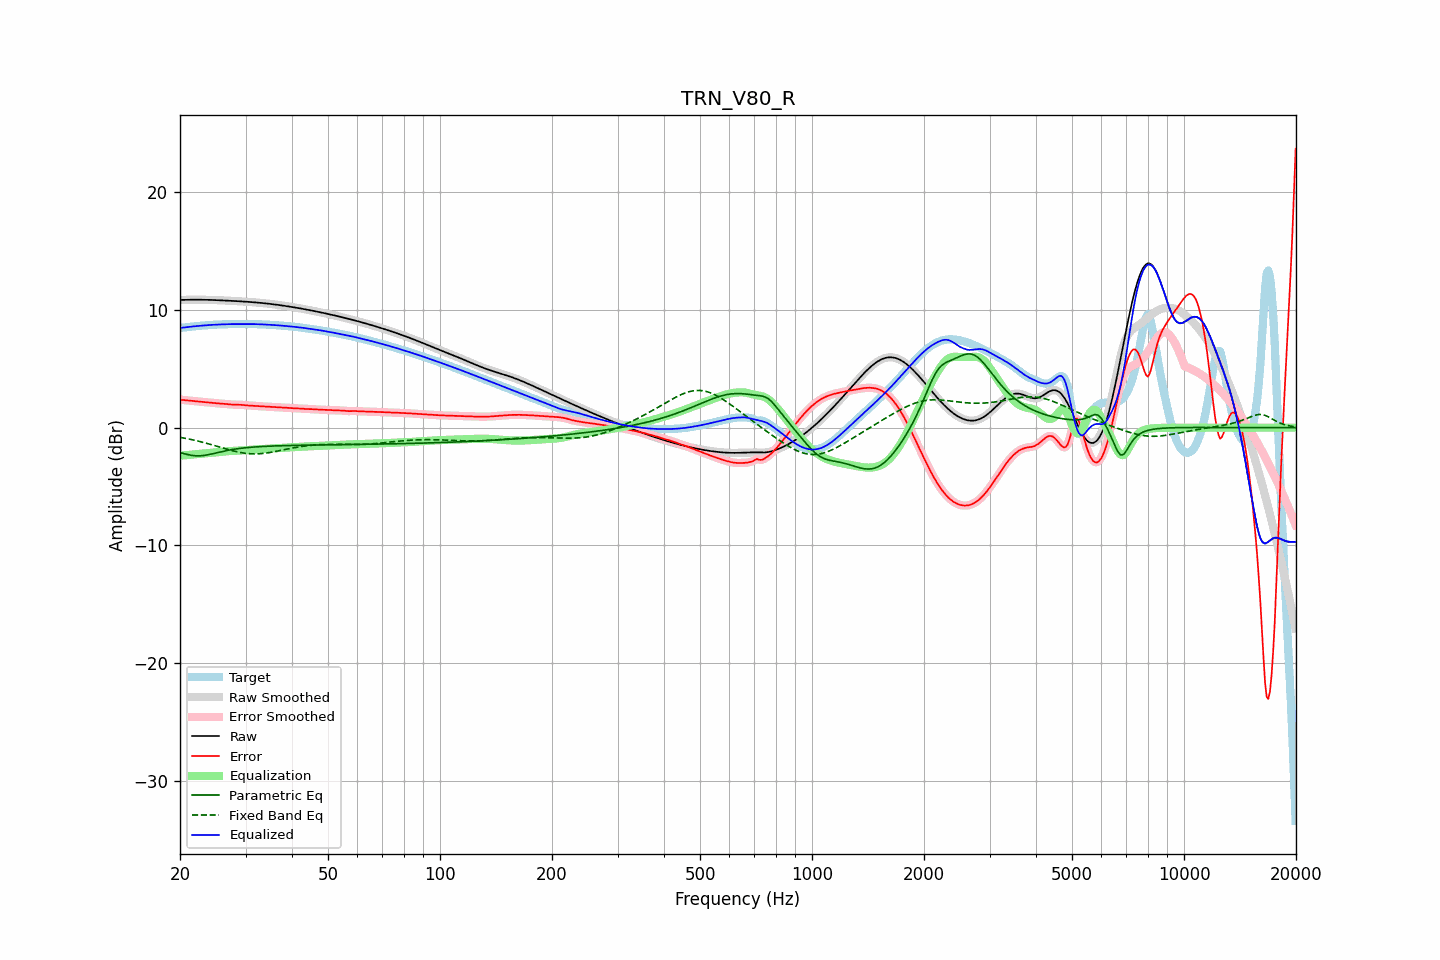 TRN_V80_R
Amplitude (dBr)
20
10
0
−10
−20
−30
Target
Raw Smoothed
Error Smoothed
Raw
Error
Equalization
Parametric Eq
Fixed Band Eq
Equalized
20 50 100 200 500 1000 2000 5000 10000 20000
Frequency (Hz)